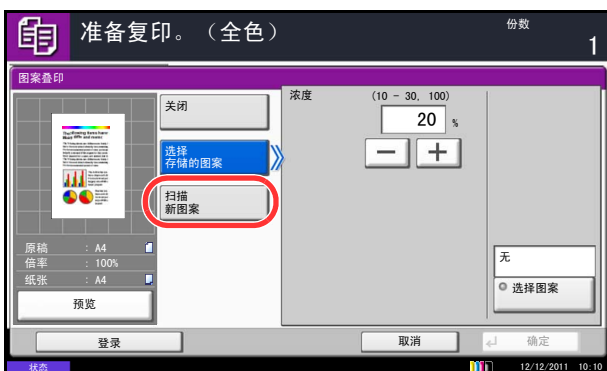 准备复印。（全色）
份数
1
图案叠印
关闭
选择
存储的图案
扫描
新图案
浓度
(10 - 30, 100)
20 %
原稿 : A4
倍率 : 100%
纸张 : A4
预览
无
选择图案
登录
取消
确定
状态
12/12/2011 10:10